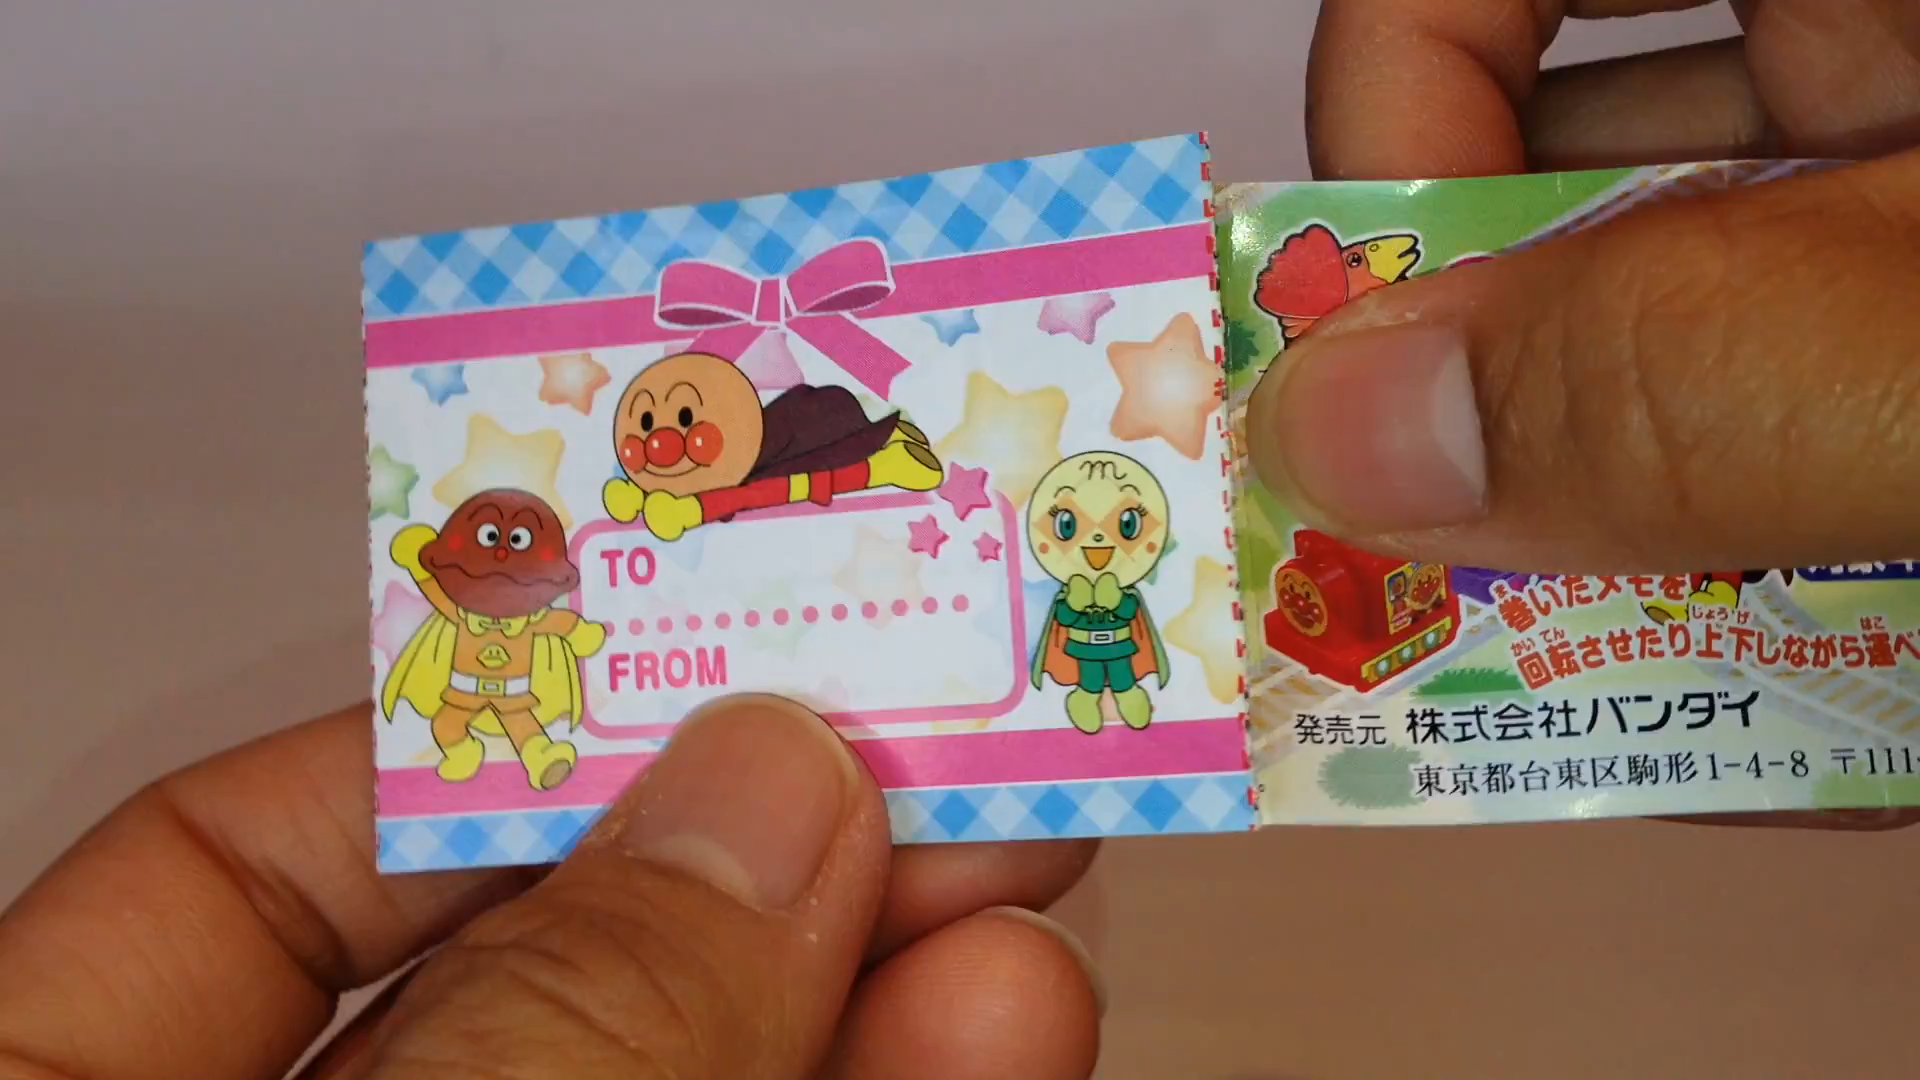 TO
FROM
巻いたメモを
回転させたり上下しながら運べ
発売元 株式会社バンダイ
東京都台東区駒形1-4-8 〒111-